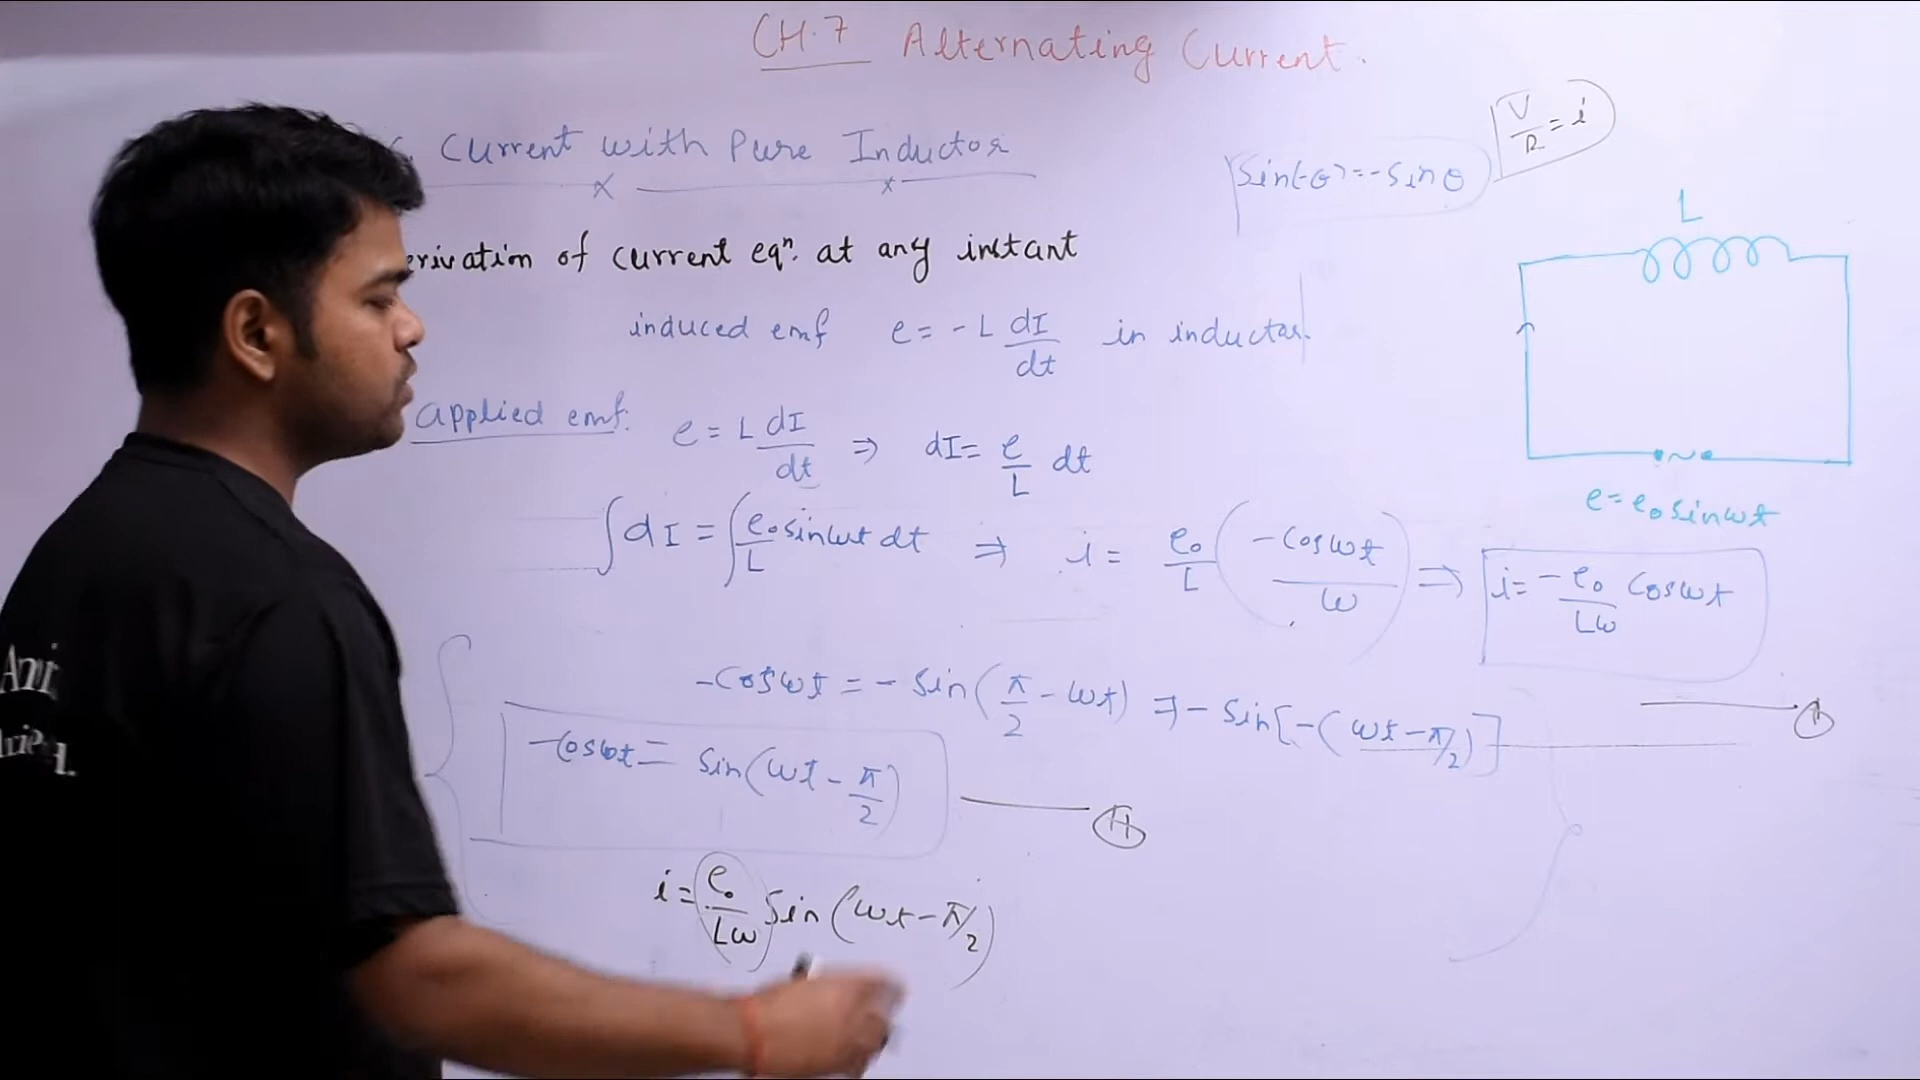 CH.7 Alternating Current.
V/R = i
Current with Pure Inductor
Sin(-θ) = -sinθ
L
erivation of current eqⁿ. at any instant
induced emf e = -L dI/dt in inductor.
applied emf: e = L dI/dt ⇒ dI = e/L dt
e = e₀ sinωt
∫dI = ∫ e₀/L sinωt dt ⇒ i = e₀/L (-cosωt/ω) ⇒ i = -e₀/Lω Cosωt
-Cosωt = - Sin(π/2 - ωt) ⇒ - Sin[-(ωt - π/2)]
-Cosωt = Sin(ωt - π/2)
i = e₀/Lω Sin(ωt - π/2)